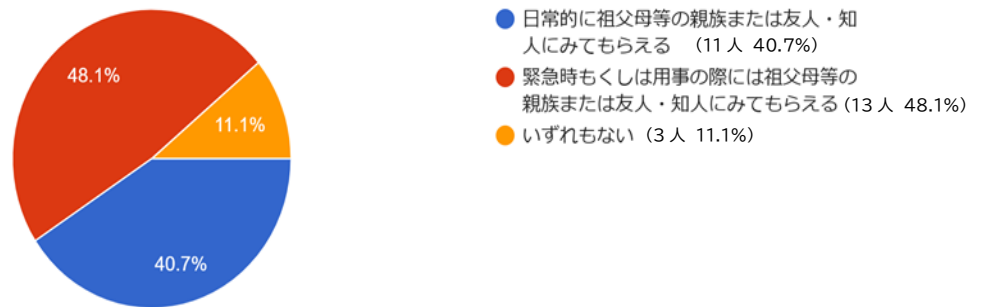 48.1%
11.1%
40.7%
日常的に祖父母等の親族または友人・知
人にみてもらえる （11人 40.7%）
緊急時もくしは用事の際には祖父母等の
親族または友人・知人にみてもらえる（13人 48.1%）
いずれもない（3人 11.1%）